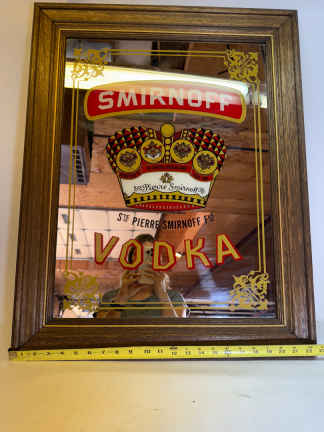 SMIRNOFF
Ste Pierre Smirnoff Fls
STE PIERRE SMIRNOFF FLS
VODKA